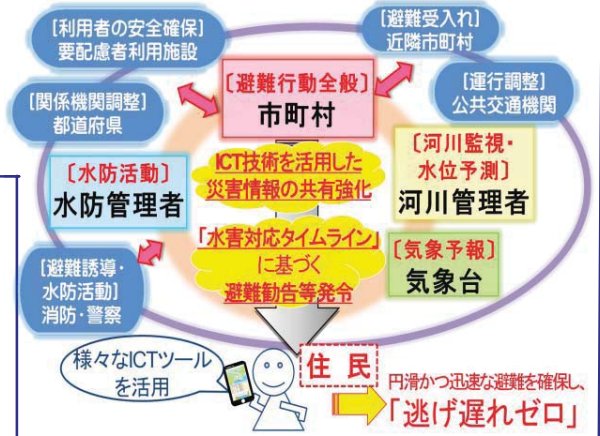 [利用者の安全確保]
要配慮者利用施設
[避難受入れ]
近隣市町村
[関係機関調整]
都道府県
〔避難行動全般〕
市町村
[運行調整]
公共交通機関
〔水防活動〕
水防管理者
ICT技術を活用した
災害情報の共有強化
〔河川監視・
水位予測〕
河川管理者
「水害対応タイムライン」
に基づく
避難勧告等発令
〔気象予報〕
気象台
[避難誘導・
水防活動]
消防・警察
様々なICTツール
を活用
住民
円滑かつ迅速な避難を確保し、
「逃げ遅れゼロ」